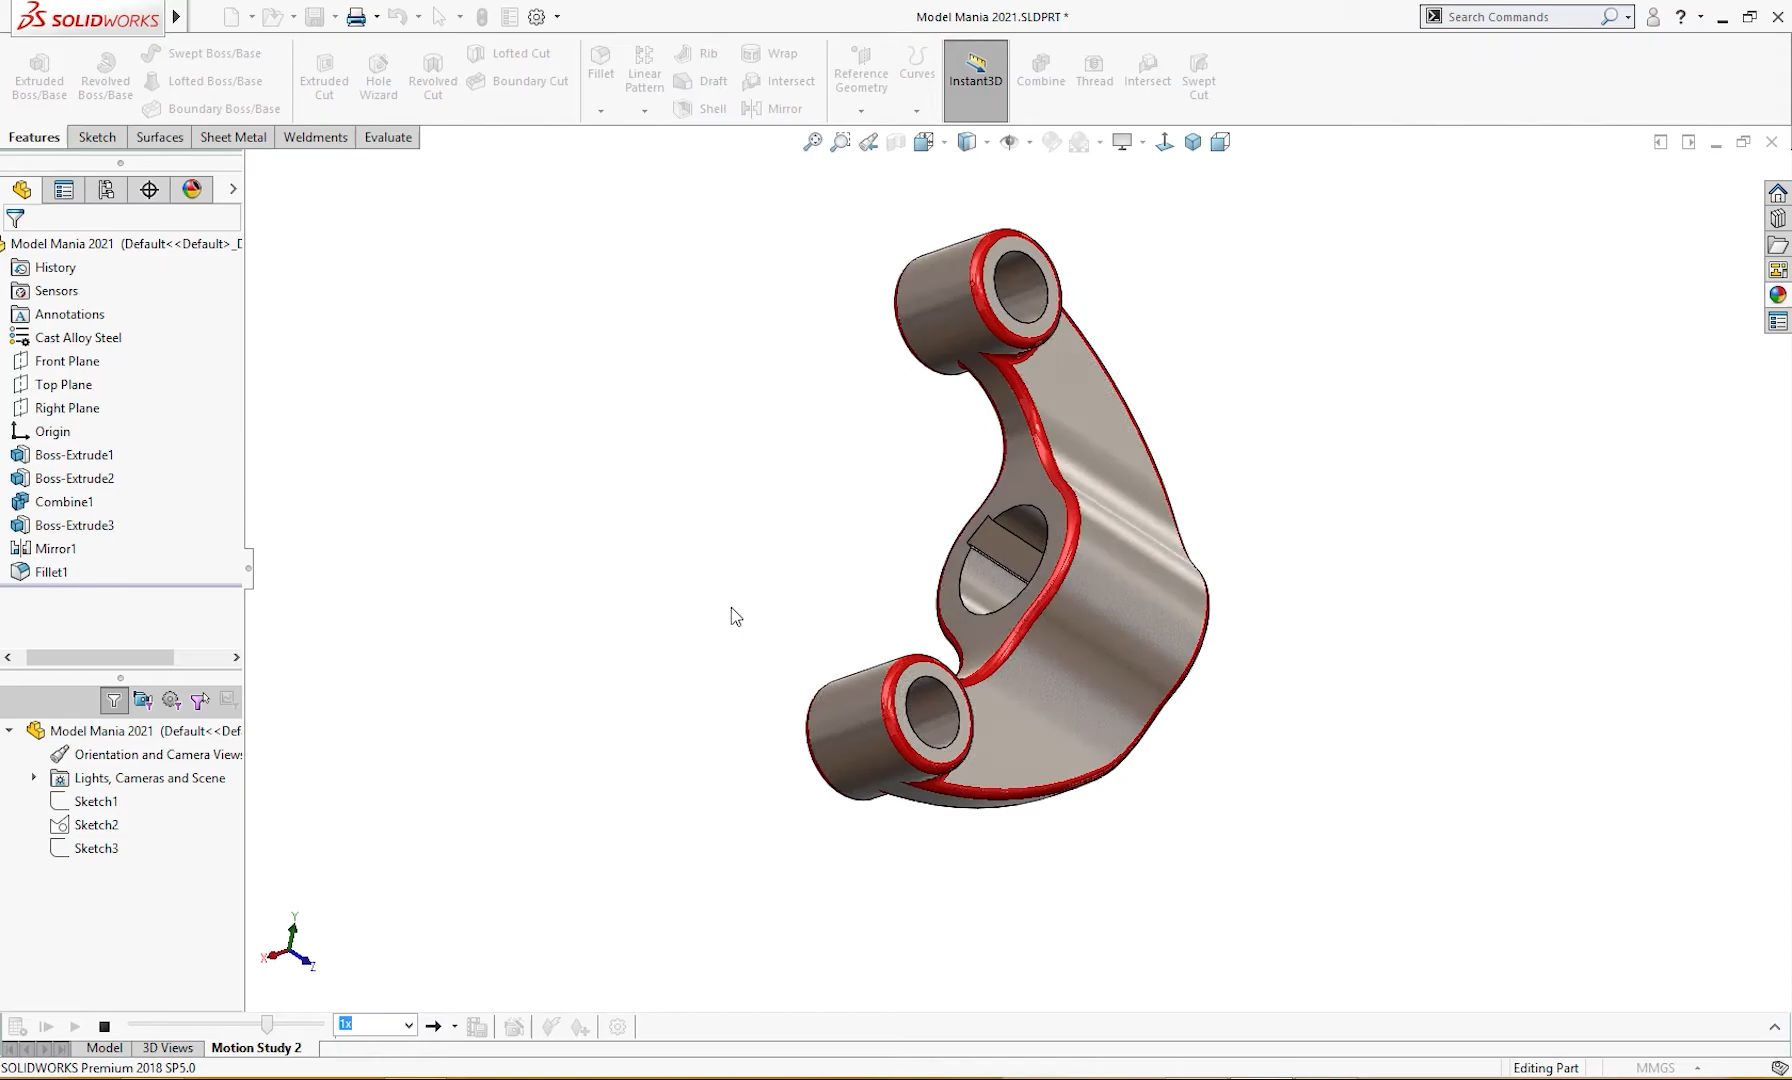 SOLIDWORKS
Model Mania 2021.SLDPRT *
Search Commands
?
Extruded Boss/Base
Revolved Boss/Base
Swept Boss/Base
Lofted Boss/Base
Boundary Boss/Base
Extruded Cut
Hole Wizard
Revolved Cut
Lofted Cut
Boundary Cut
Fillet
Linear Pattern
Rib
Draft
Shell
Wrap
Intersect
Mirror
Reference Geometry
Curves
Instant3D
Combine
Thread
Intersect
Swept Cut
Features
Sketch
Surfaces
Sheet Metal
Weldments
Evaluate
Model Mania 2021 (Default<<Default>_D
History
Sensors
Annotations
Cast Alloy Steel
Front Plane
Top Plane
Right Plane
Origin
Boss-Extrude1
Boss-Extrude2
Combine1
Boss-Extrude3
Mirror1
Fillet1
Model Mania 2021 (Default<<Def
Orientation and Camera Views
Lights, Cameras and Scene
Sketch1
Sketch2
Sketch3
Y
X
Z
1x
Model
3D Views
Motion Study 2
SOLIDWORKS Premium 2018 SP5.0
Editing Part
MMGS